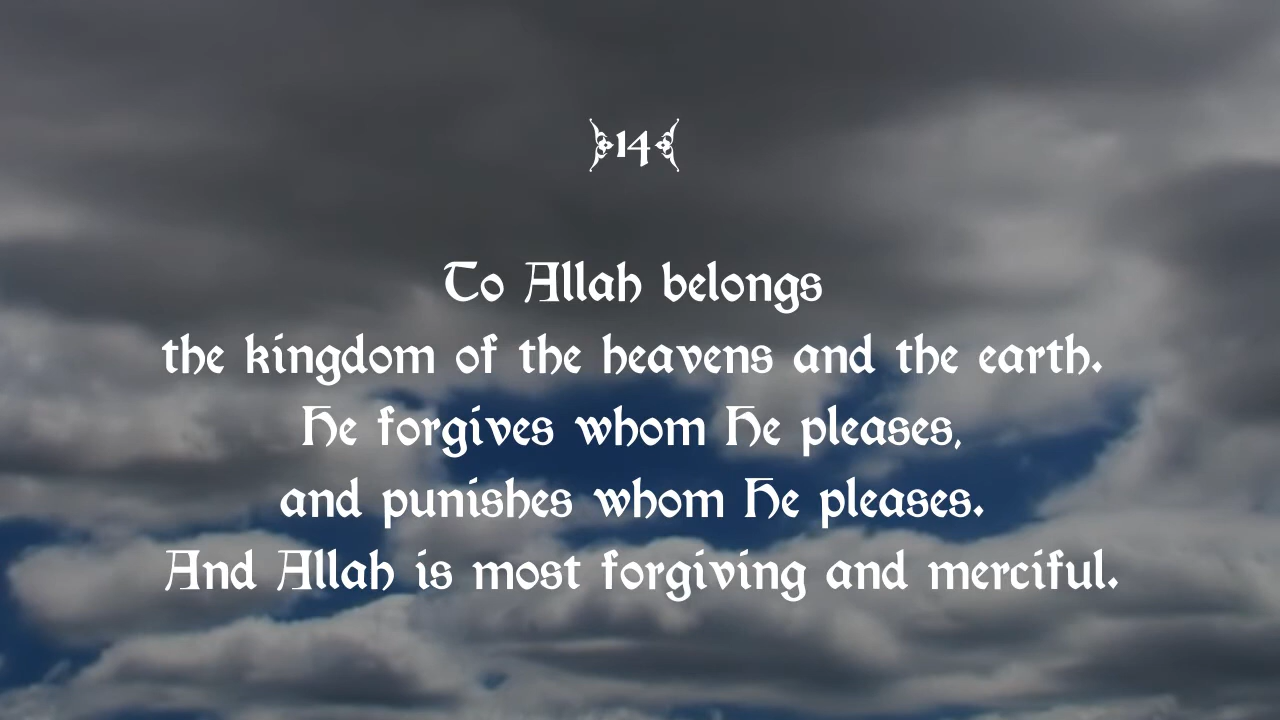 14
To Allah belongs
the kingdom of the heavens and the earth.
He forgives whom He pleases,
and punishes whom He pleases.
And Allah is most forgiving and merciful.